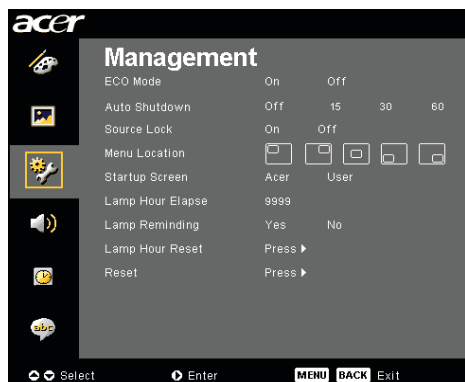 acer
Management
ECO Mode On Off
Auto Shutdown Off 15 30 60
Source Lock On Off
Menu Location
Startup Screen Acer User
Lamp Hour Elapse 9999
Lamp Reminding Yes No
Lamp Hour Reset Press
Reset Press
abc
Select Enter MENU BACK Exit